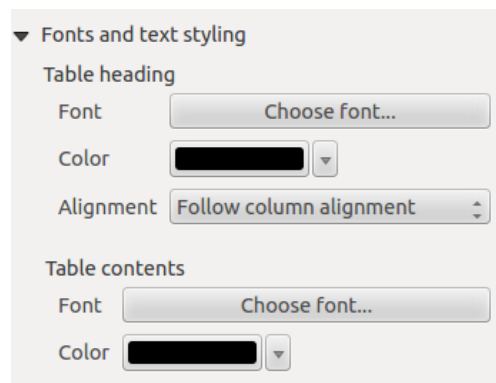 Fonts and text styling
Table heading
Font Choose font...
Color
Alignment Follow column alignment
Table contents
Font Choose font...
Color